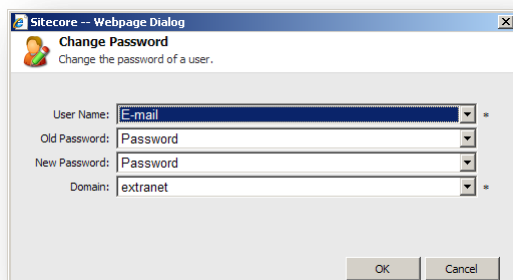 Sitecore -- Webpage Dialog
Change Password
Change the password of a user.
User Name: E-mail *
Old Password: Password
New Password: Password
Domain: extranet *
OK Cancel